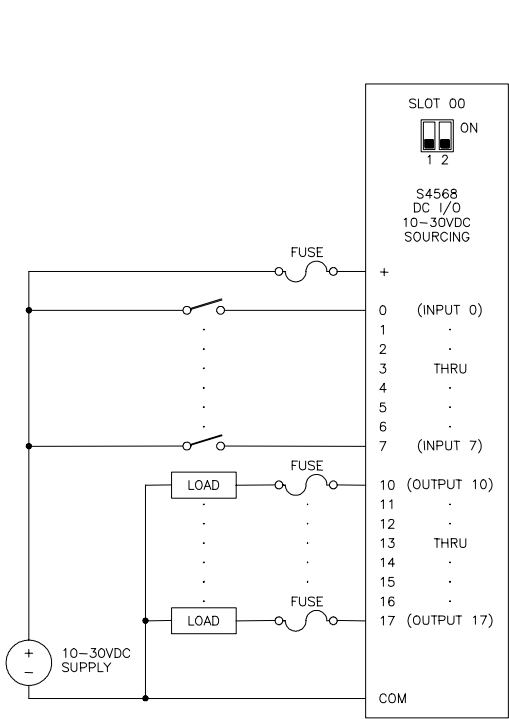 SLOT 00
ON
1 2
S4568
DC I/O
10-30VDC
SOURCING
FUSE
+
0 (INPUT 0)
1
2
3 THRU
4
5
6
7 (INPUT 7)
FUSE
LOAD
10 (OUTPUT 10)
11
12
13 THRU
14
15
16
FUSE
LOAD
17 (OUTPUT 17)
+
10-30VDC
SUPPLY
-
COM